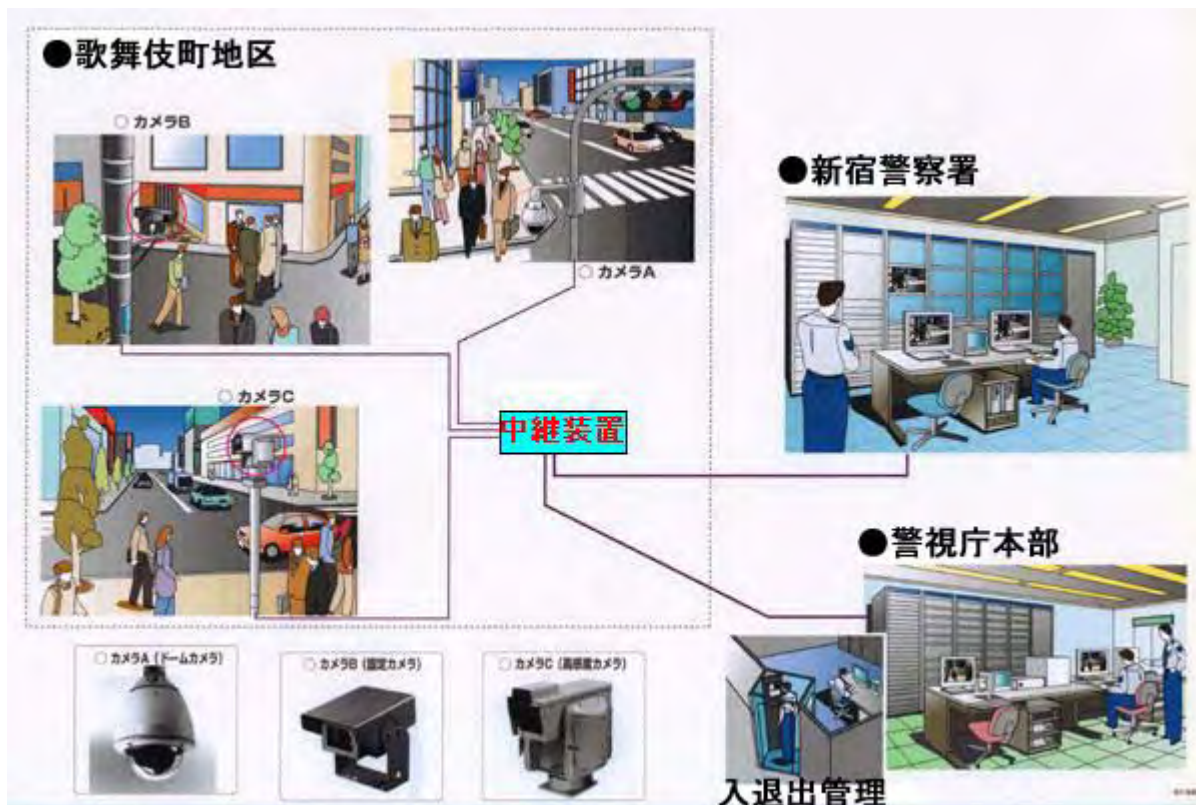 ●歌舞伎町地区
○ カメラB
○ カメラA
●新宿警察署
○ カメラC
中継装置
●警視庁本部
○ カメラA (ドームカメラ)
○ カメラB (固定カメラ)
○ カメラC (高感度カメラ)
入退出管理